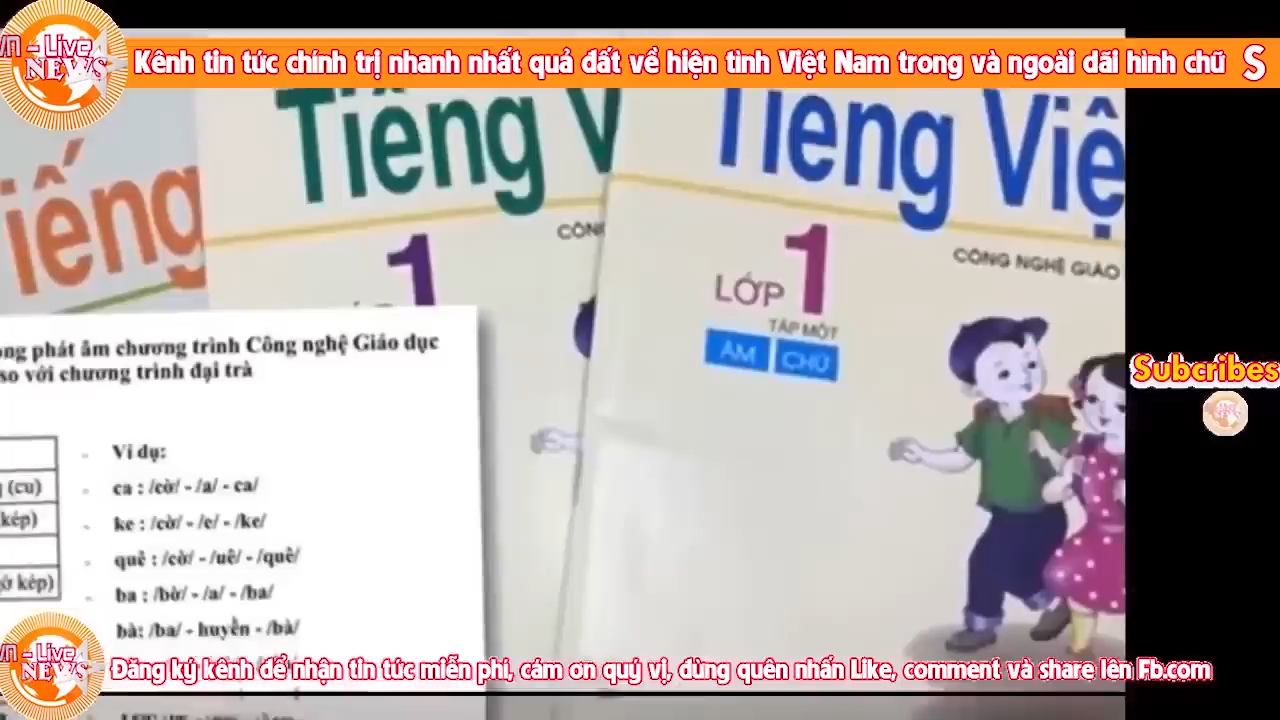 VN - Live
NEWS
Kênh tin tức chính trị nhanh nhất quả đất về hiện tình Việt Nam trong và ngoài dãi hình chữ S
Tiếng
Tiếng V
Tiếng Việ
1
CÔNG NGHỆ GIÁO
LỚP 1
TẬP MỘT
ÂM CHỮ
phát âm chương trình Công nghệ Giáo dục
so với chương trình đại trà
Ví dụ:
(cu)
- ca : /cờ/ - /a/ - ca/
kép)
- ke : /cờ/ - /e/ - /ke/
- quê : /cờ/ - /uê/ - /quê/
kép)
- ba : /bờ/ - /a/ - /ba/
bà: /ba/ - huyền - /bà/
Subcribes
VN - Live
NEWS
Đăng ký kênh để nhận tin tức miễn phí, cám ơn quý vị, đừng quên nhấn Like, comment và share lên Fb.com